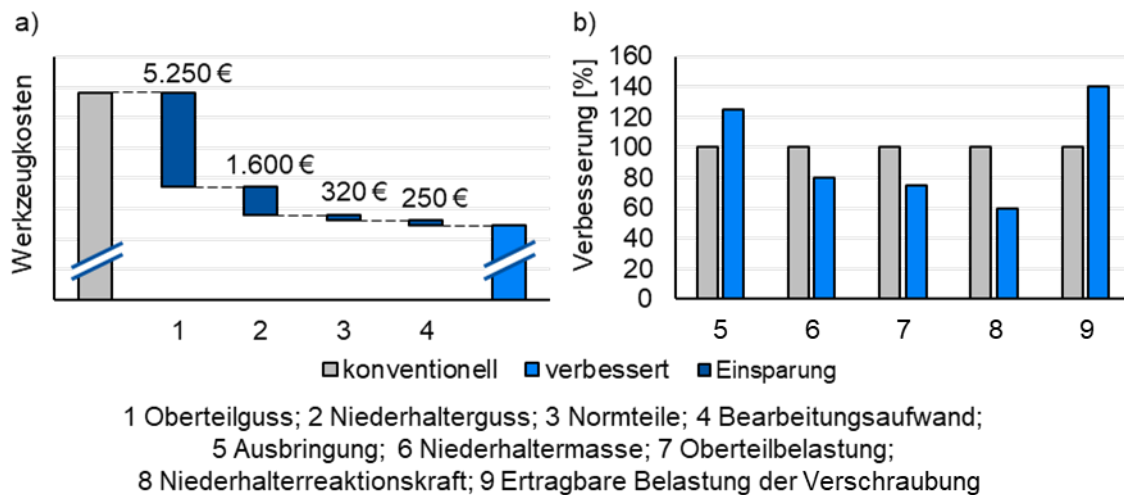 a)
Werkzeugkosten
5.250 €
1.600 €
320 €
250 €
1 2 3 4
b)
Verbesserung [%]
160
140
120
100
80
60
40
20
0
5 6 7 8 9
konventionell verbessert Einsparung
1 Oberteilguss; 2 Niederhalterguss; 3 Normteile; 4 Bearbeitungsaufwand;
5 Ausbringung; 6 Niederhaltermasse; 7 Oberteilbelastung;
8 Niederhalterreaktionskraft; 9 Ertragbare Belastung der Verschraubung